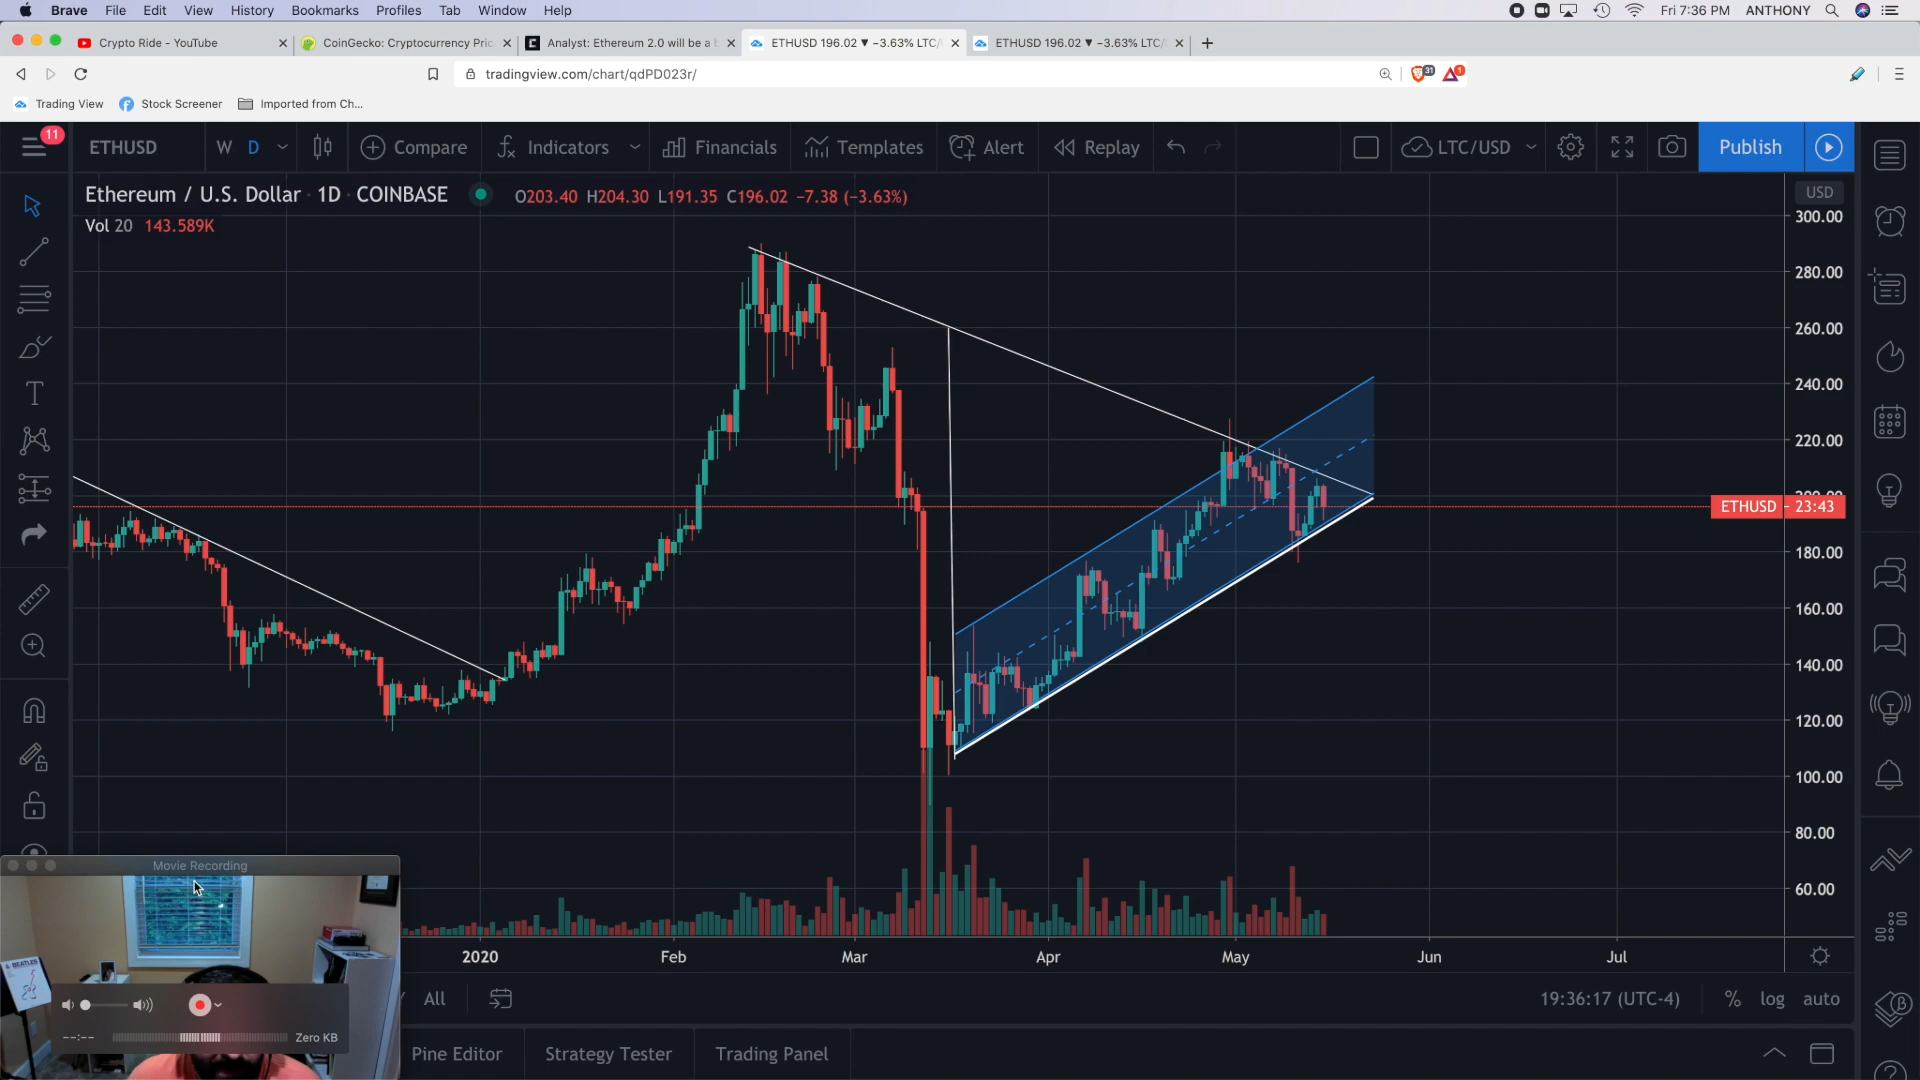 Brave File Edit View History Bookmarks Profiles Tab Window Help Fri 7:36 PM ANTHONY
Crypto Ride - YouTube CoinGecko: Cryptocurrency Pric Analyst: Ethereum 2.0 will be a b ETHUSD 196.02 ▼ −3.63% LTC/ ETHUSD 196.02 ▼ −3.63% LTC/
tradingview.com/chart/qdPD023r/ 31 1
Trading View Stock Screener Imported from Ch...
11 ETHUSD W D Compare Indicators Financials Templates Alert Replay LTC/USD Publish
Ethereum / U.S. Dollar · 1D · COINBASE O203.40 H204.30 L191.35 C196.02 −7.38 (−3.63%)
Vol 20 143.589K
USD
300.00
280.00
260.00
240.00
220.00
200.00
ETHUSD 23:43
180.00
160.00
140.00
120.00
100.00
80.00
60.00
Movie Recording
BEATLES
2020 Feb Mar Apr May Jun Jul
All 19:36:17 (UTC-4) % log auto
--:-- Zero KB
Pine Editor Strategy Tester Trading Panel